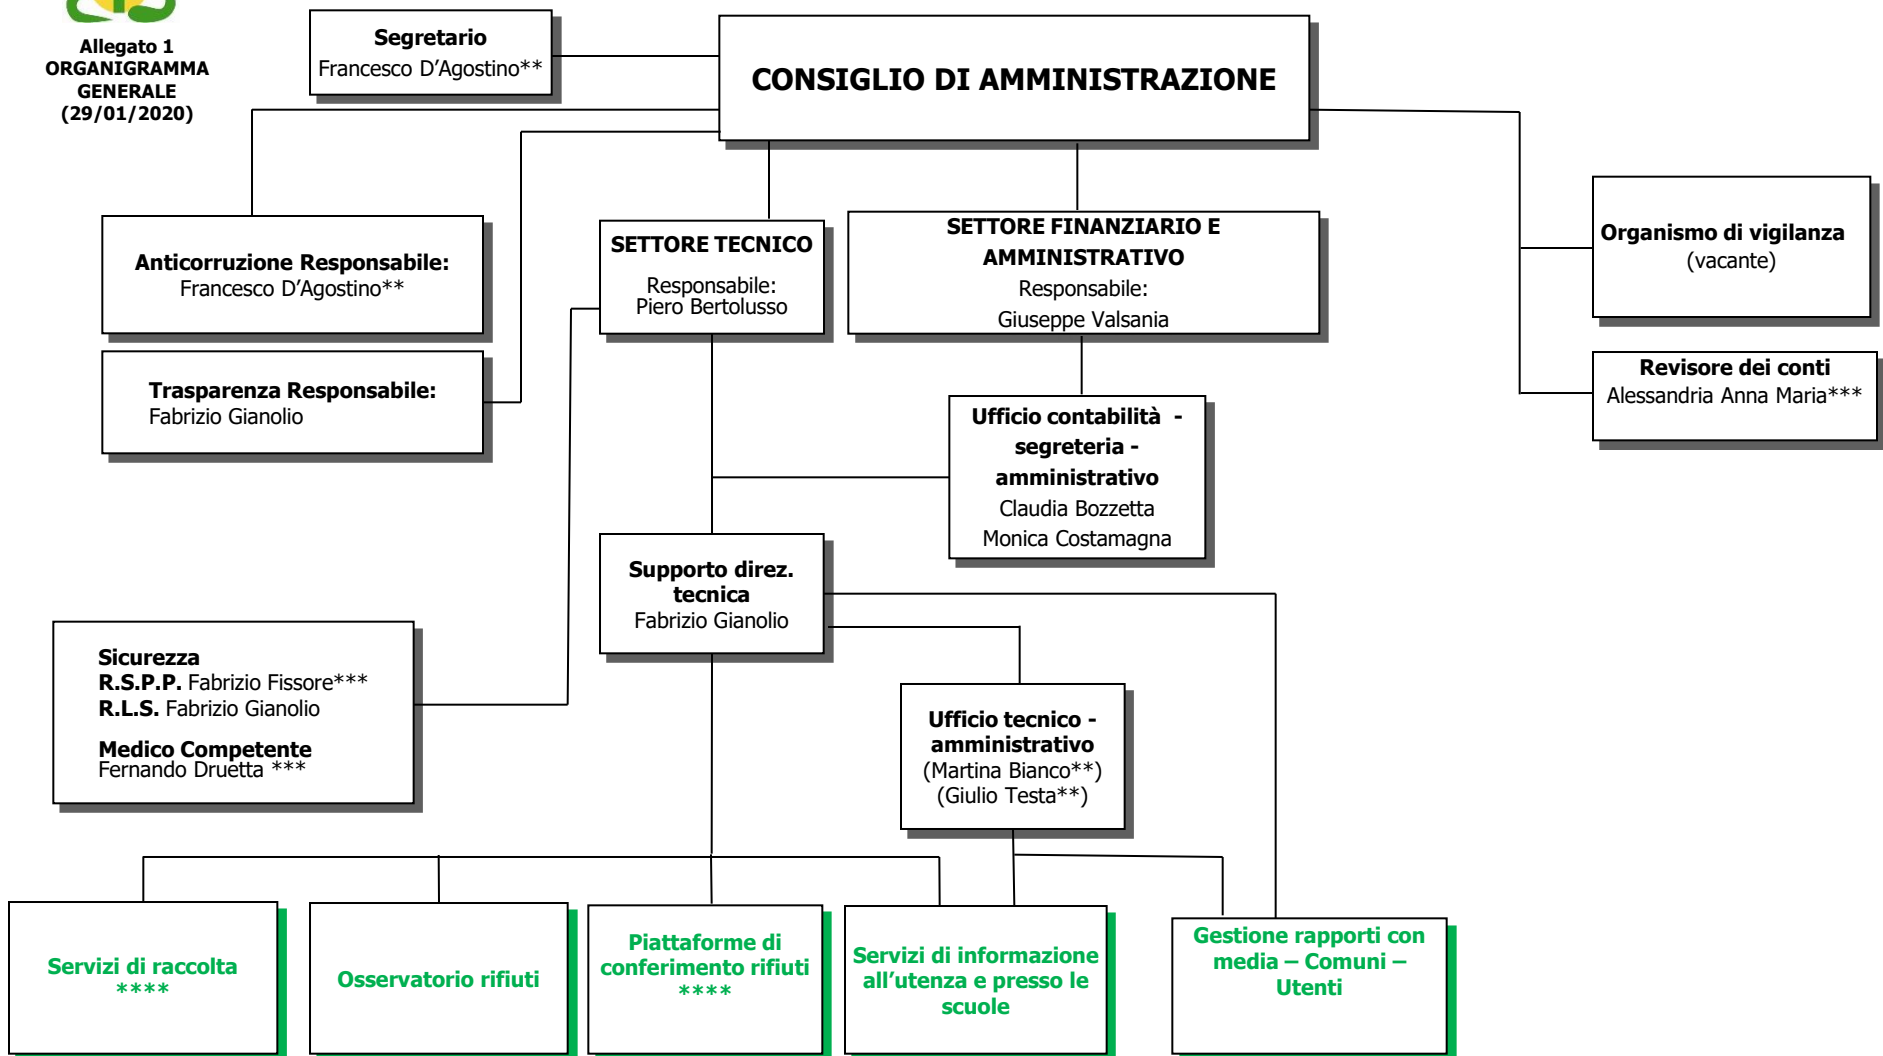 Allegato 1
ORGANIGRAMMA
GENERALE
(29/01/2020)
Segretario
Francesco D’Agostino**
CONSIGLIO DI AMMINISTRAZIONE
Anticorruzione Responsabile:
Francesco D’Agostino**
Trasparenza Responsabile:
Fabrizio Gianolio
SETTORE TECNICO
Responsabile:
Piero Bertolusso
SETTORE FINANZIARIO E
AMMINISTRATIVO
Responsabile:
Giuseppe Valsania
Organismo di vigilanza
(vacante)
Revisore dei conti
Alessandria Anna Maria***
Ufficio contabilità -
segreteria -
amministrativo
Claudia Bozzetta
Monica Costamagna
Supporto direz.
tecnica
Fabrizio Gianolio
Sicurezza
R.S.P.P. Fabrizio Fissore***
R.L.S. Fabrizio Gianolio
Medico Competente
Fernando Druetta ***
Ufficio tecnico -
amministrativo
(Martina Bianco**)
(Giulio Testa**)
Servizi di raccolta
****
Osservatorio rifiuti
Piattaforme di
conferimento rifiuti
****
Servizi di informazione
all’utenza e presso le
scuole
Gestione rapporti con
media – Comuni –
Utenti